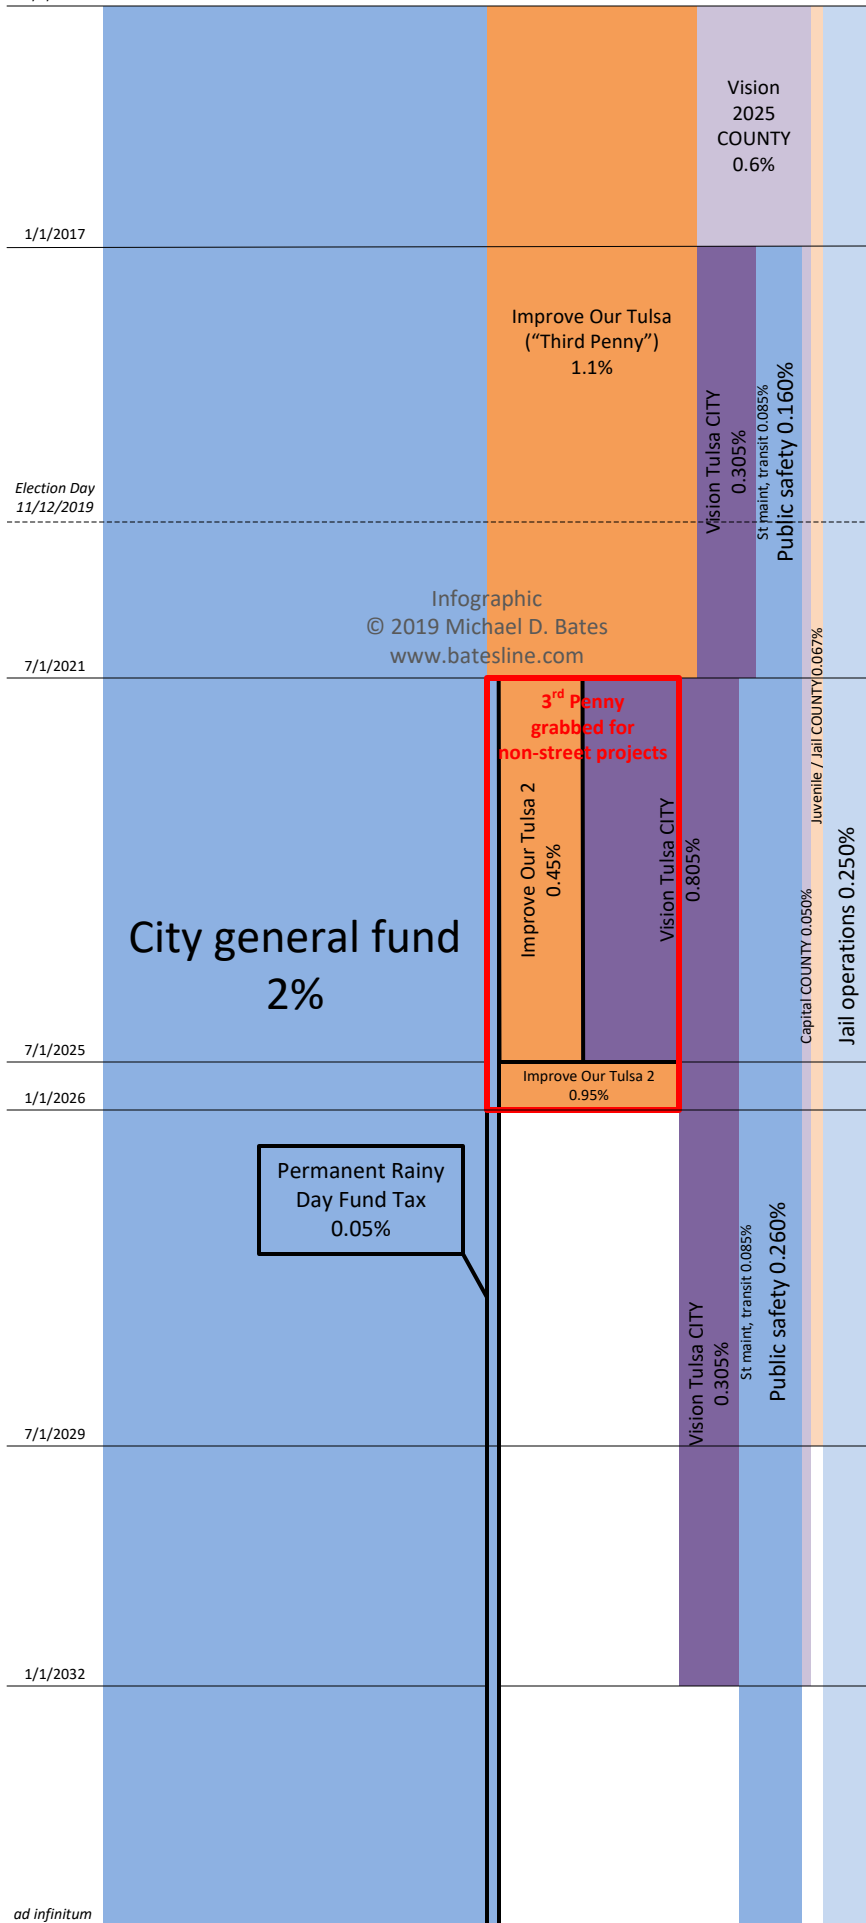 Vision
2025
COUNTY
0.6%
1/1/2017
Improve Our Tulsa
(“Third Penny”)
1.1%
Vision Tulsa CITY
0.305%
St maint, transit 0.085%
Public safety 0.160%
Election Day
11/12/2019
Infographic
© 2019 Michael D. Bates
www.batesline.com
7/1/2021
3rd Penny
grabbed for
non-street projects
Improve Our Tulsa 2
0.45%
Vision Tulsa CITY
0.805%
Juvenile / Jail COUNTY 0.067%
Capital COUNTY 0.050%
Jail operations 0.250%
City general fund
2%
7/1/2025
Improve Our Tulsa 2
0.95%
1/1/2026
Permanent Rainy
Day Fund Tax
0.05%
Vision Tulsa CITY
0.305%
St maint, transit 0.085%
Public safety 0.260%
7/1/2029
1/1/2032
ad infinitum